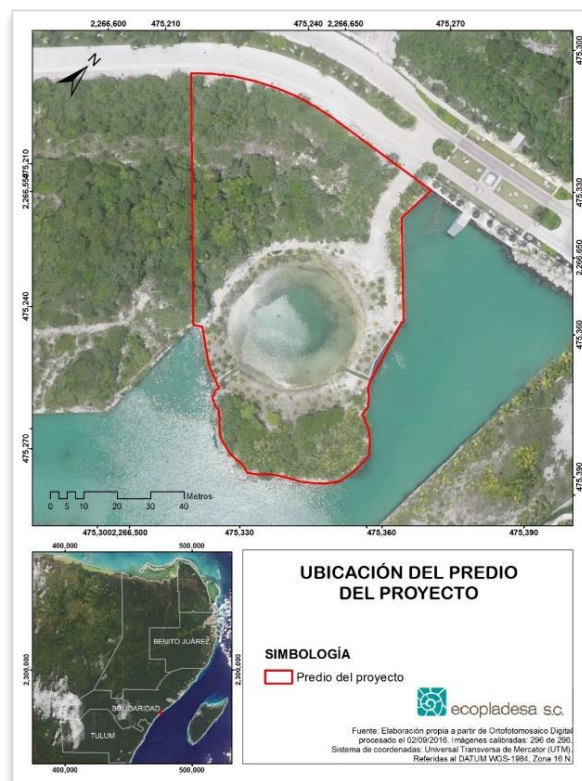 2,266,600
475,210
475,240
2,266,650
475,270
475,300
475,210
2,266,550
475,330
2,266,650
475,240
475,360
475,270
475,390
N
0 5 10 20 30 40 Metros
475,300
2,266,500
475,330
475,360
475,390
400,000
500,000
2,300,000
2,300,000
BENITO JUÁREZ
SOLIDARIDAD
TULUM
400,000
500,000
UBICACIÓN DEL PREDIO
DEL PROYECTO
SIMBOLOGÍA
Predio del proyecto
ecopladesa s.c.
Fuente: Elaboración propia a partir de Ortofotomosaico Digital
procesado el 02/09/2016. Imágenes calibradas: 296 de 296.
Sistema de coordenadas: Universal Transversa de Mercator (UTM).
Referidas al DATUM WGS-1984, Zona 16 N.